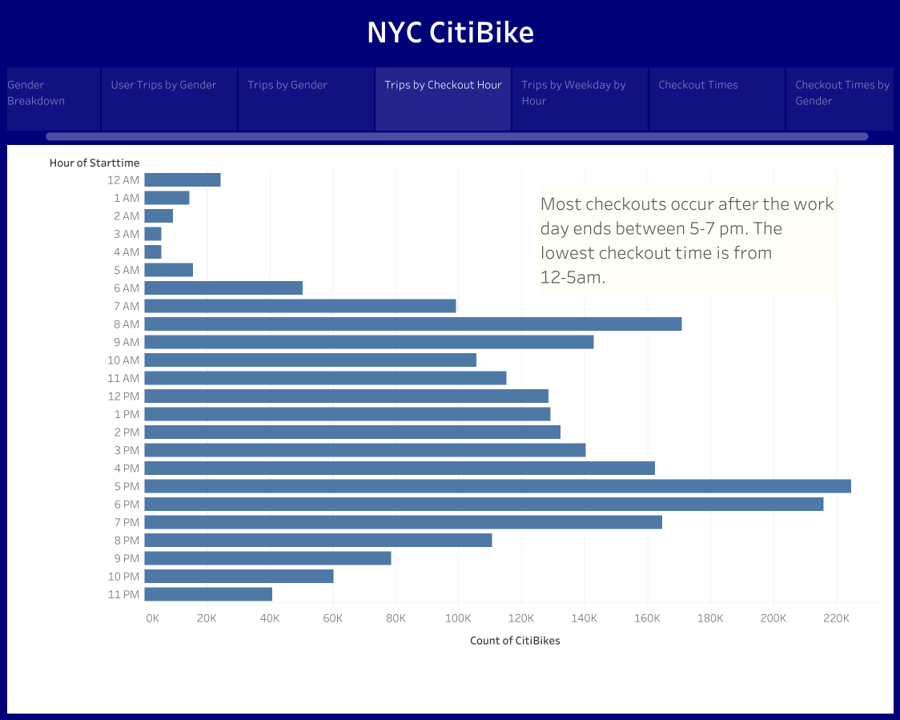 NYC CitiBike
Gender
Breakdown
User Trips by Gender
Trips by Gender
Trips by Checkout Hour
Trips by Weekday by
Hour
Checkout Times
Checkout Times by
Gender
Hour of Starttime
12 AM
1 AM
2 AM
3 AM
4 AM
5 AM
6 AM
7 AM
8 AM
9 AM
10 AM
11 AM
12 PM
1 PM
2 PM
3 PM
4 PM
5 PM
6 PM
7 PM
8 PM
9 PM
10 PM
11 PM
Most checkouts occur after the work
day ends between 5-7 pm. The
lowest checkout time is from
12-5am.
0K 20K 40K 60K 80K 100K 120K 140K 160K 180K 200K 220K
Count of CitiBikes